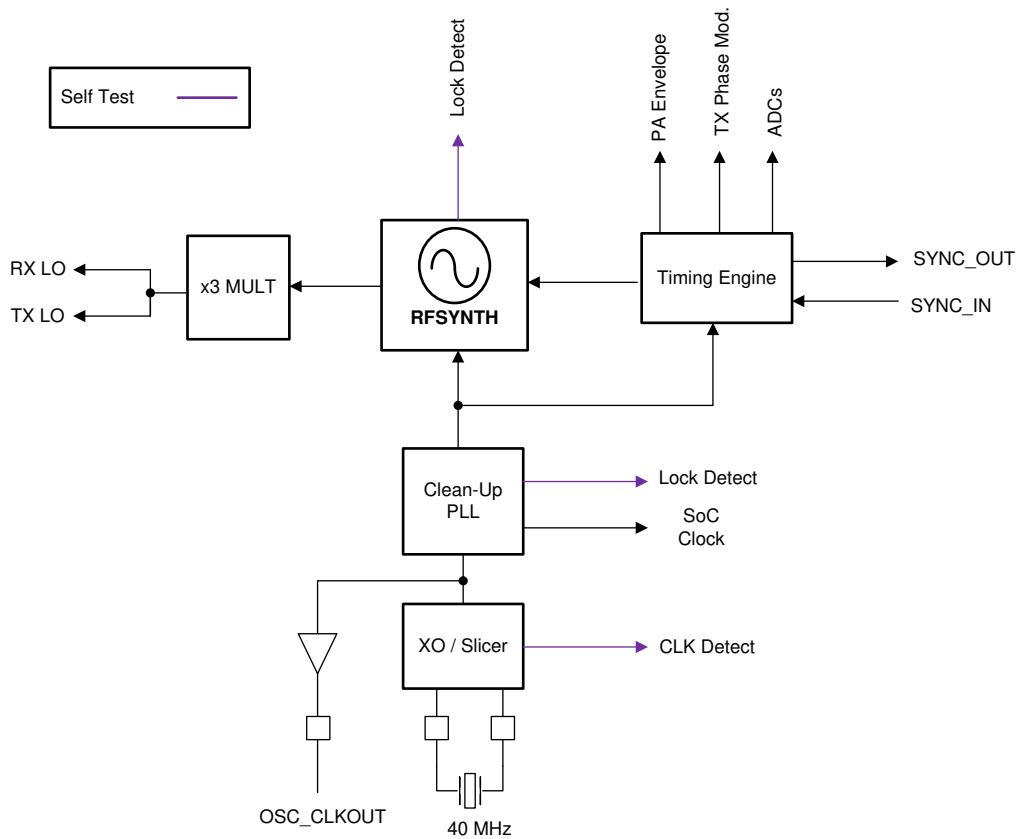 Lock Detect
PA Envelope
TX Phase Mod.
ADCs
Self Test
RX LO
TX LO
x3 MULT
RFSYNTH
Timing Engine
SYNC_OUT
SYNC_IN
Clean-Up
PLL
Lock Detect
SoC
Clock
XO / Slicer
CLK Detect
OSC_CLKOUT
40 MHz